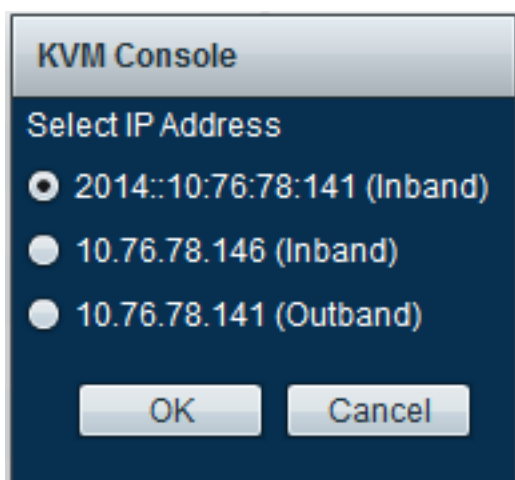 KVM Console
Select IP Address
2014::10:76:78:141 (Inband)
10.76.78.146 (Inband)
10.76.78.141 (Outband)
OK Cancel